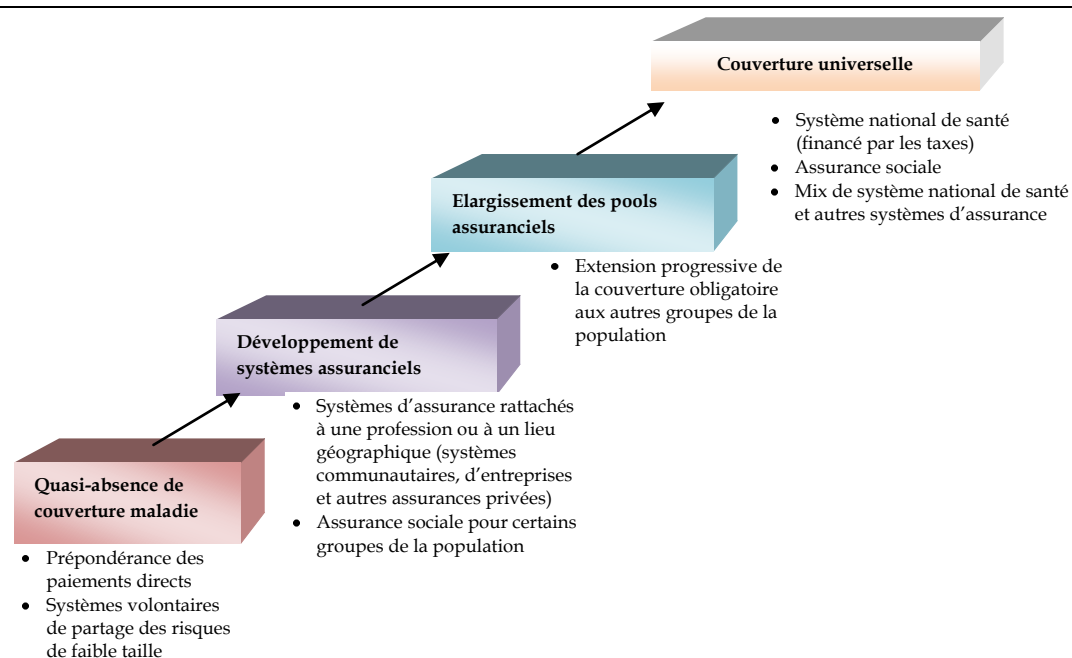 Couverture universelle
• Système national de santé
(financé par les taxes)
• Assurance sociale
• Mix de système national de santé
et autres systèmes d'assurance
Elargissement des pools
assuranciels
• Extension progressive de
la couverture obligatoire
aux autres groupes de la
population
Développement de
systèmes assuranciels
• Systèmes d'assurance rattachés
à une profession ou à un lieu
géographique (systèmes
communautaires, d'entreprises
et autres assurances privées)
• Assurance sociale pour certains
groupes de la population
Quasi-absence de
couverture maladie
• Prépondérance des
paiements directs
• Systèmes volontaires
de partage des risques
de faible taille